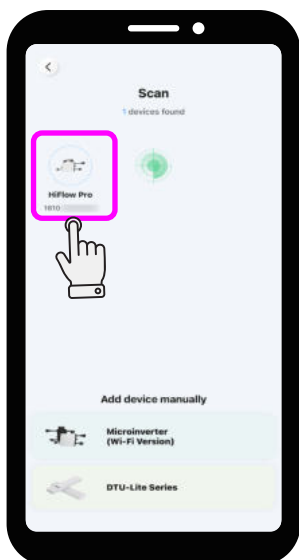 Scan
1 devices found
HiFlow Pro
1610
Add device manually
Microinverter
(Wi-Fi Version)
DTU-Lite Series